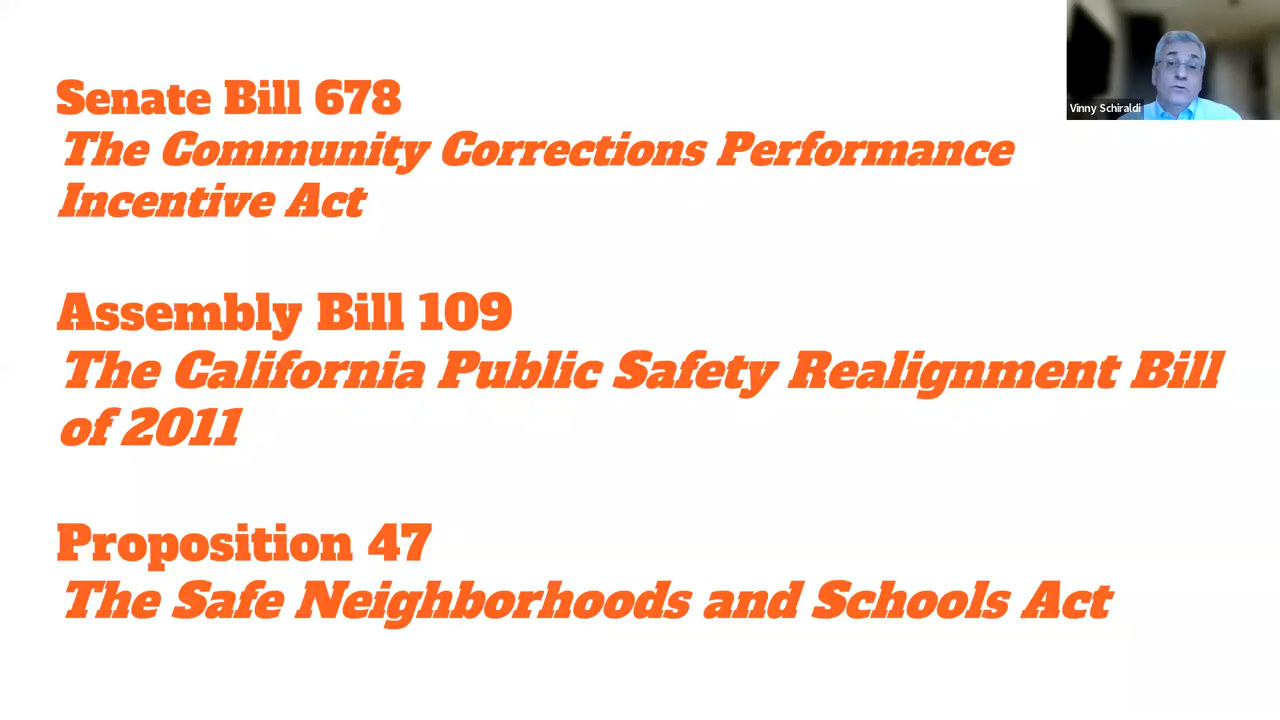 Senate Bill 678
The Community Corrections Performance
Incentive Act
Assembly Bill 109
The California Public Safety Realignment Bill
of 2011
Proposition 47
The Safe Neighborhoods and Schools Act
Vinny Schiraldi